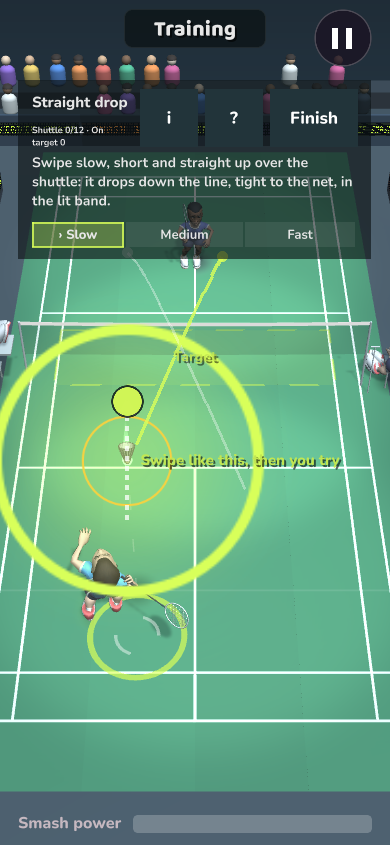 Training
Straight drop
i
?
Finish
Shuttle 0/12 · On
target 0
Swipe slow, short and straight up over the
shuttle: it drops down the line, tight to the net, in
the lit band.
› Slow
Medium
Fast
Target
Swipe like this, then you try
Smash power